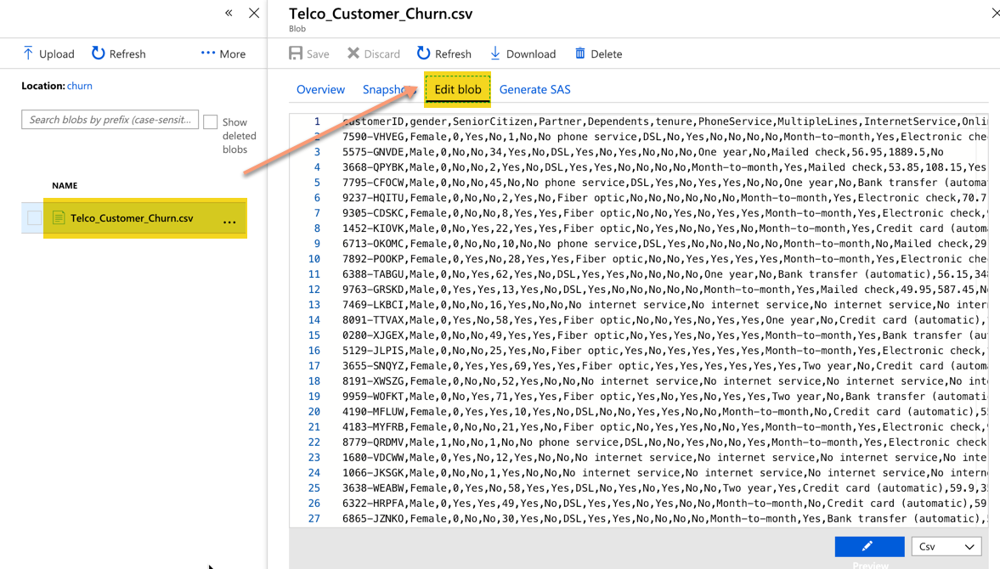 Telco_Customer_Churn.csv
Blob
Upload Refresh More
Save Discard Refresh Download Delete
Location: churn
Overview Edit blob Generate SAS
Search blobs by prefix (case-sensit...
Show
deleted
blobs
NAME
Telco_Customer_Churn.csv ...
1 customerID,gender,SeniorCitizen,Partner,Dependents,tenure,PhoneService,MultipleLines,InternetService,Onli
2 7590-VHVEG,Female,0,Yes,No,1,No,No phone service,DSL,No,Yes,No,No,No,No,Month-to-month,Yes,Electronic che
3 5575-GNVDE,Male,0,No,No,34,Yes,No,DSL,Yes,No,Yes,No,No,No,One year,No,Mailed check,56.95,1889.5,No
4 3668-QPYBK,Male,0,No,No,2,Yes,No,DSL,Yes,Yes,No,No,No,No,Month-to-month,Yes,Mailed check,53.85,108.15,Yes
5 7795-CFOCW,Male,0,No,No,45,No,No phone service,DSL,Yes,No,Yes,Yes,No,No,One year,No,Bank transfer (automa
6 9237-HQITU,Female,0,No,No,2,Yes,No,Fiber optic,No,No,No,No,No,No,Month-to-month,Yes,Electronic check,70.7
7 9305-CDSKC,Female,0,No,No,8,Yes,Yes,Fiber optic,No,No,Yes,No,Yes,Yes,Month-to-month,Yes,Electronic check,
8 1452-KIOVK,Male,0,No,Yes,22,Yes,Yes,Fiber optic,No,Yes,No,No,Yes,No,Month-to-month,Yes,Credit card (autom
9 6713-OKOMC,Female,0,No,No,10,No,No phone service,DSL,Yes,No,No,No,No,No,Month-to-month,No,Mailed check,29
10 7892-POOKP,Female,0,Yes,No,28,Yes,Yes,Fiber optic,No,No,Yes,Yes,Yes,Yes,Month-to-month,Yes,Electronic che
11 6388-TABGU,Male,0,No,Yes,62,Yes,No,DSL,Yes,Yes,No,No,No,No,One year,No,Bank transfer (automatic),56.15,348
12 9763-GRSKD,Male,0,Yes,Yes,13,Yes,No,DSL,Yes,No,No,No,No,No,Month-to-month,Yes,Mailed check,49.95,587.45,No
13 7469-LKBCI,Male,0,No,No,16,Yes,No,No,No internet service,No internet service,No internet service,No inter
14 8091-TTVAX,Male,0,Yes,No,58,Yes,Yes,Fiber optic,No,No,Yes,No,Yes,Yes,One year,No,Credit card (automatic),
15 0280-XJGEX,Male,0,No,No,49,Yes,Yes,Fiber optic,No,Yes,Yes,No,Yes,Yes,Month-to-month,Yes,Bank transfer (au
16 5129-JLPIS,Male,0,No,No,25,Yes,No,Fiber optic,Yes,No,Yes,Yes,Yes,Yes,Month-to-month,Yes,Electronic check,
17 3655-SNQYZ,Female,0,Yes,Yes,69,Yes,Yes,Fiber optic,Yes,Yes,Yes,Yes,Yes,Yes,Two year,No,Credit card (autom
18 8191-XWSZG,Female,0,No,No,52,Yes,No,No,No internet service,No internet service,No internet service,No int
19 9959-WOFKT,Male,0,No,Yes,71,Yes,Yes,Fiber optic,Yes,No,Yes,No,Yes,Yes,Two year,No,Bank transfer (automati
20 4190-MFLUW,Female,0,Yes,Yes,10,Yes,No,DSL,No,No,Yes,Yes,No,No,Month-to-month,No,Credit card (automatic),5
21 4183-MYFRB,Female,0,No,No,21,Yes,No,Fiber optic,No,Yes,Yes,No,No,Yes,Month-to-month,Yes,Electronic check,
22 8779-QRDMV,Male,1,No,No,1,No,No phone service,DSL,No,No,Yes,No,No,Yes,Month-to-month,Yes,Electronic check
23 1680-VDCWW,Male,0,Yes,No,12,Yes,No,No,No internet service,No internet service,No internet service,No inte
24 1066-JKSGK,Male,0,No,No,1,Yes,No,No,No internet service,No internet service,No internet service,No intern
25 3638-WEABW,Female,0,Yes,No,58,Yes,Yes,DSL,No,Yes,No,Yes,No,No,Two year,Yes,Credit card (automatic),59.9,3
26 6322-HRPFA,Male,0,Yes,Yes,49,Yes,No,DSL,Yes,Yes,No,Yes,No,No,Month-to-month,No,Credit card (automatic),59
27 6865-JZNKO,Female,0,No,No,30,Yes,No,DSL,Yes,Yes,No,No,No,No,Month-to-month,Yes,Bank transfer (automatic),
Csv
Preview